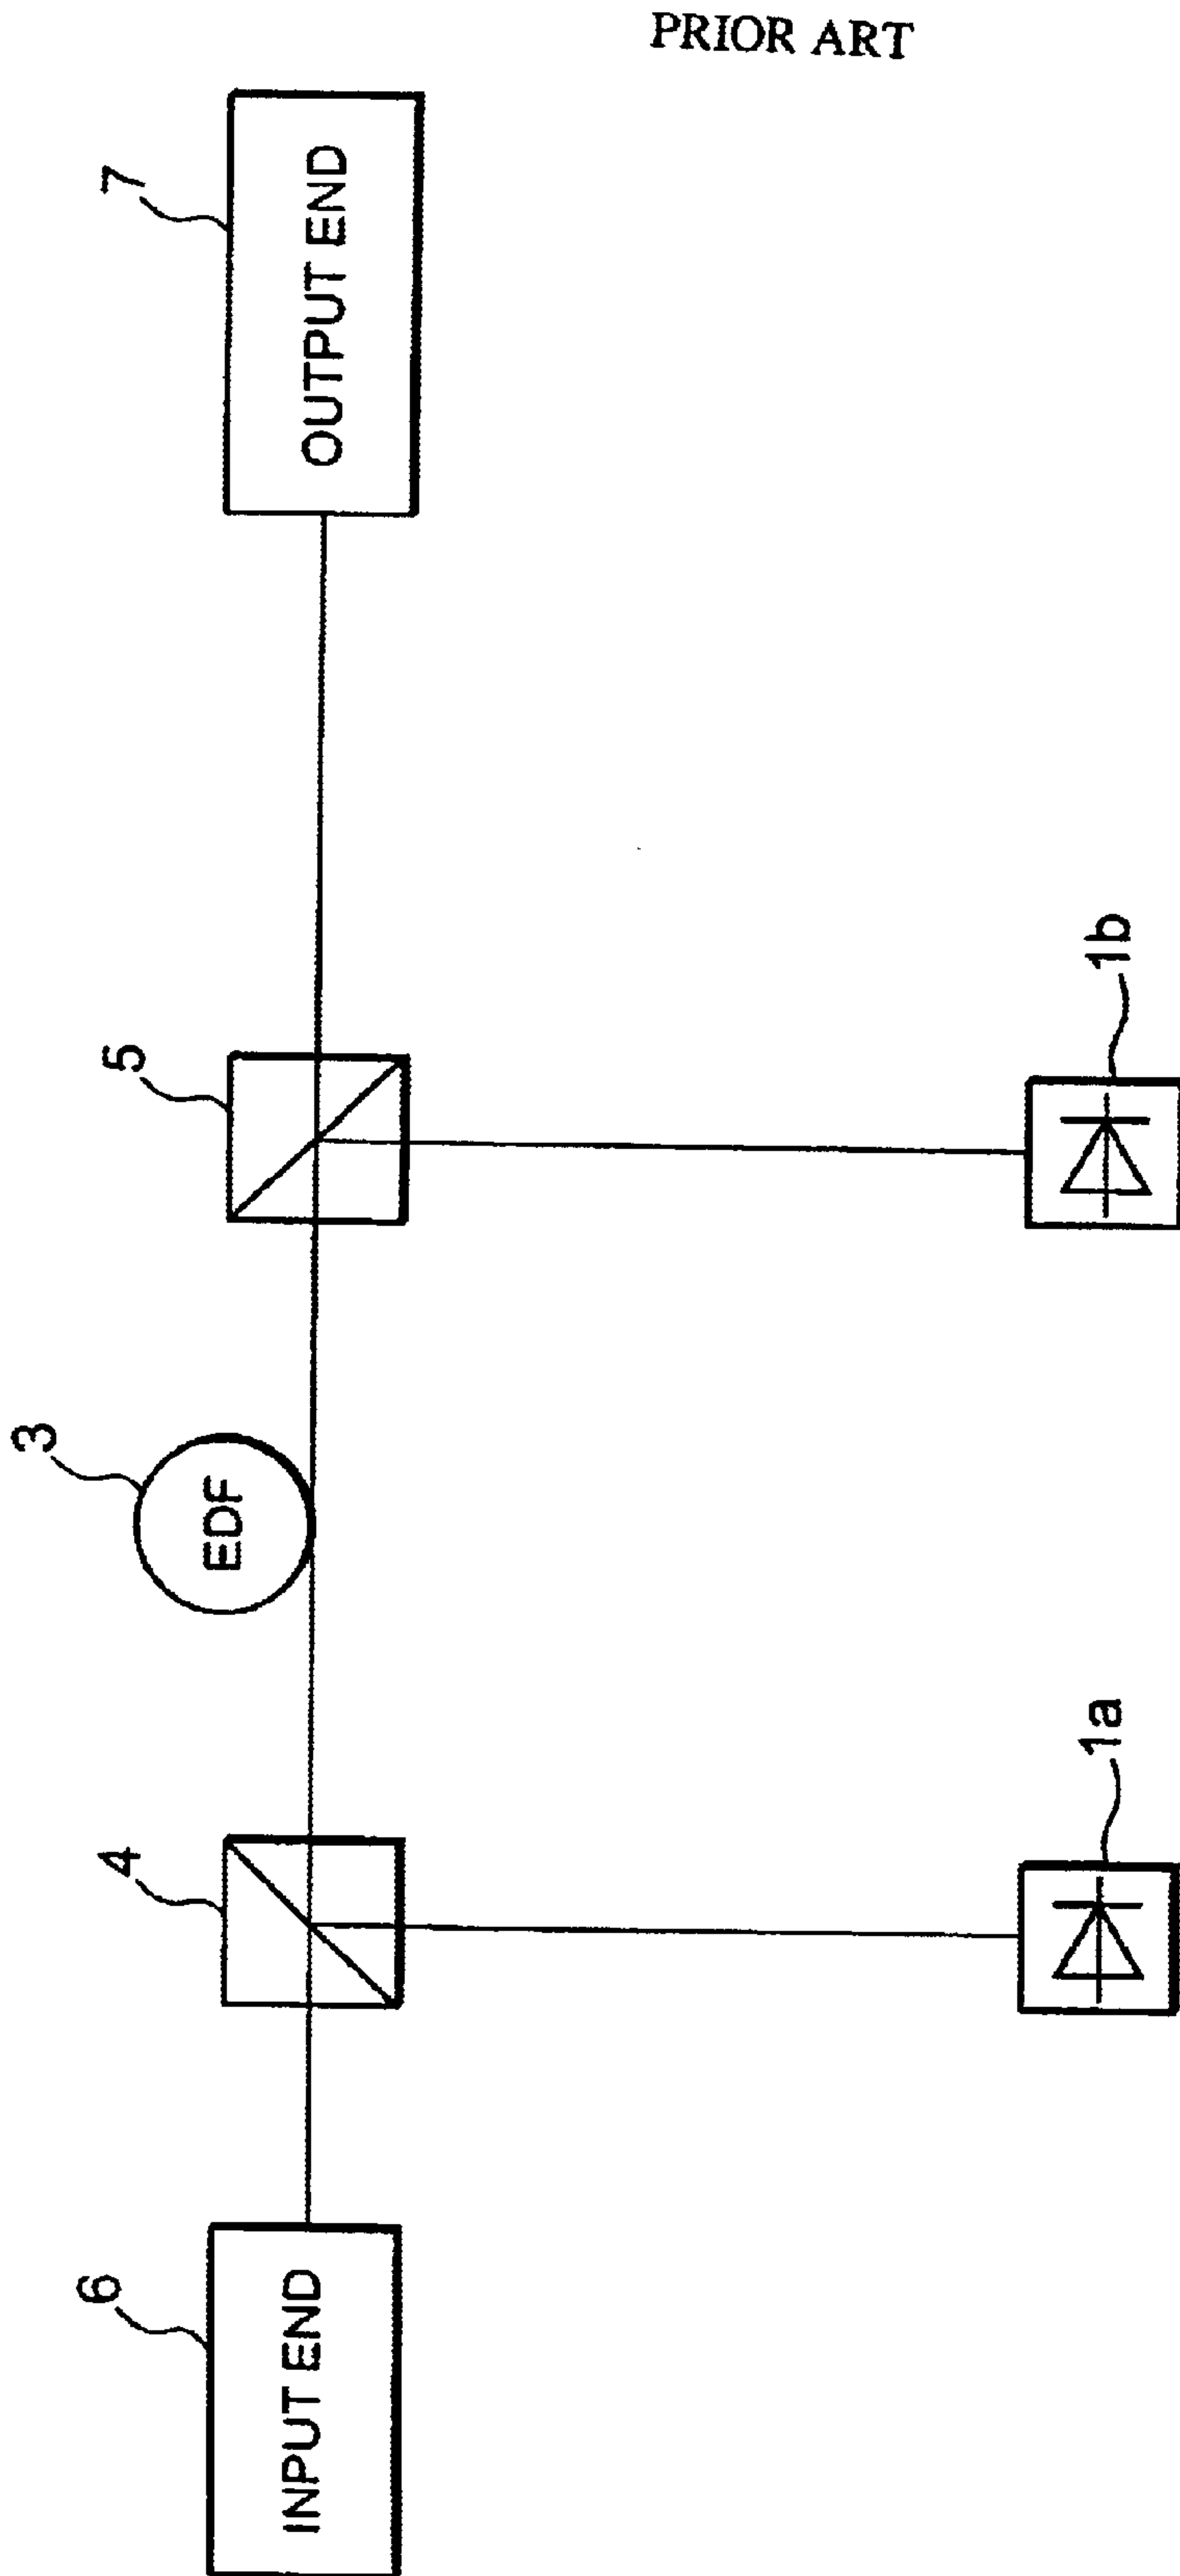 PRIOR ART
7
OUTPUT END
5
1b
3
EDF
4
1a
6
INPUT END